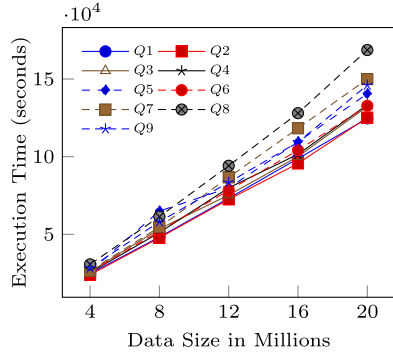 ·10⁴
Q1 Q2
Q3 Q4
Q5 Q6
Q7 Q8
Q9
15
10
5
4 8 12 16 20
Data Size in Millions
Execution Time (seconds)